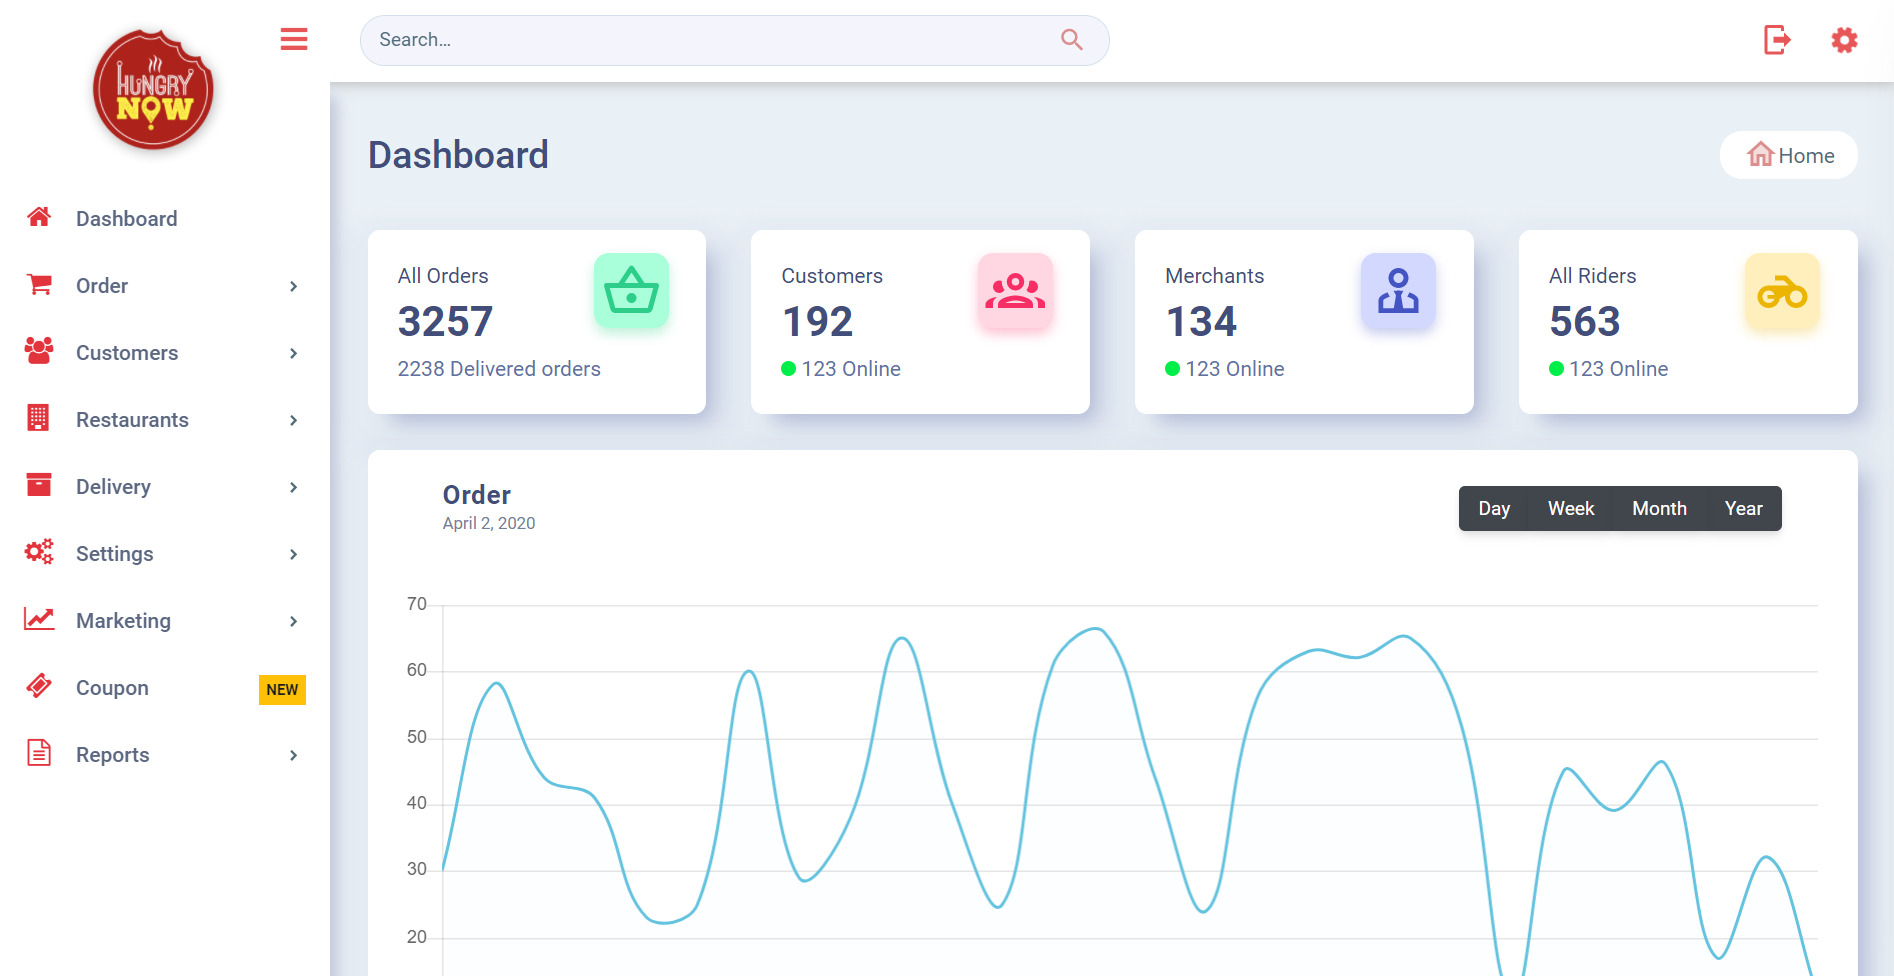 HUNGRY
NOW
Search...
Dashboard
Order
Customers
Restaurants
Delivery
Settings
Marketing
Coupon NEW
Reports
Dashboard
Home
All Orders
3257
2238 Delivered orders
Customers
192
123 Online
Merchants
134
123 Online
All Riders
563
123 Online
Order
April 2, 2020
Day Week Month Year
70
60
50
40
30
20